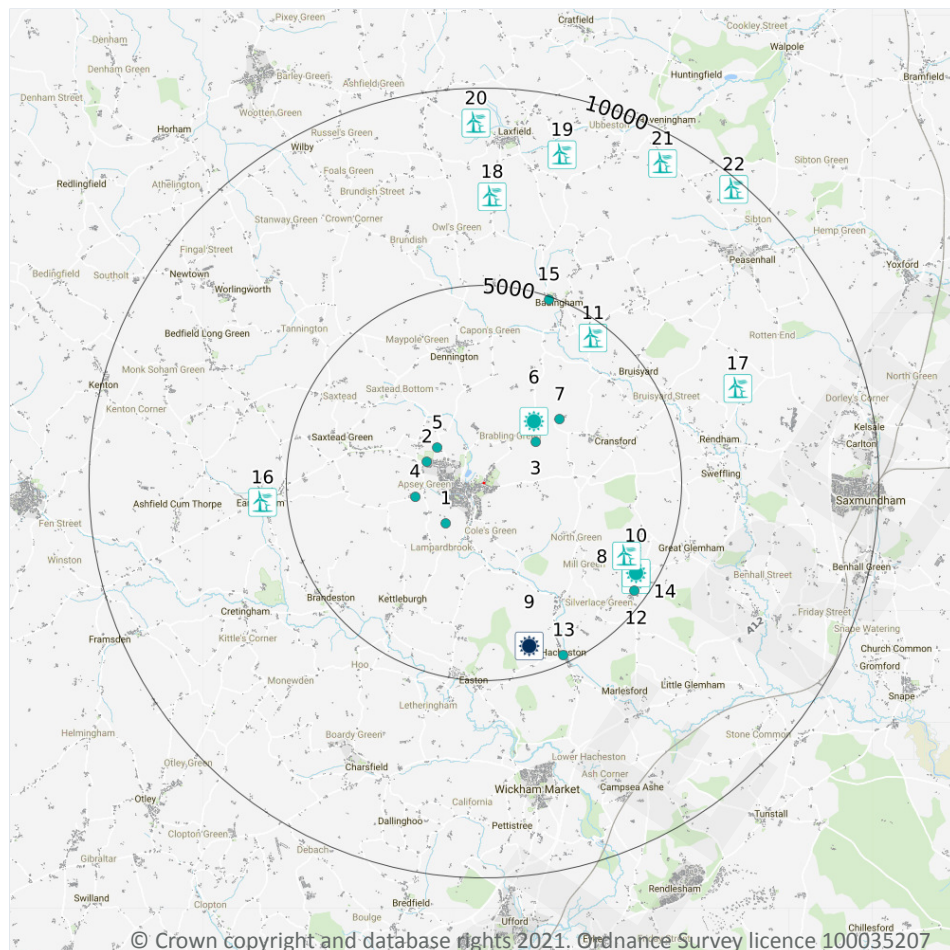 Pixey Green
Cratfield
Cookley Street
Denham
Walpole
Denham Green
Barley Green
Huntingfield
Bramfield
Ashfield Green
Denham Street
20
10000
Wootten Green
Ubbeston
eveningham
Horham
Russel's Green
Laxfield
19
21
Wilby
Sibton Green
Foals Green
22
Redlingfield
Athelington
Brundish Street
18
Stanway Green
Crown Corner
Sibton
Owl's Green
Hemp Green
Fingal Street
Brundish
Peasenhall
Yoxford
Bedingfield
Southolt
Newtown
15
Worlingworth
5000
Badingham
11
Tannington
Capon's Green
Rotten End
Bedfield Long Green
Maypole Green
Dennington
17
Monk Soham Green
Bruisyard
North Green
Kenton
6
Saxtead Bottom
7
Saxtead
Bruisyard Street
Dorley's Corner
Kenton Corner
5
Kelsale
Saxtead Green
2
Brabling Green
Cransford
Rendham
Carlton
4
3
Sweffling
16
Apsey Green
1
Saxmundham
Ashfield Cum Thorpe
Fen Street
Cole's Green
10
North Green
Lampardbrook
Great Glemham
8
Winston
Mill Green
Benhall Green
Benhall Street
14
Brandeston
Kettleburgh
9
Silverlace Green
Cretingham
12
Friday Street
A12
Snape Watering
Framsden
Kittle's Corner
13
Church Common
Hoo
Hacheston
Gromford
Monewden
Easton
Little Glemham
Marlesford
Snape
Letheringham
Helmingham
Boardy Green
Stone Common
Otley Green
Charsfield
Lower Hacheston
Ash Corner
Wickham Market
Campsea Ashe
Otley
California
Tunstall
Dallinghoo
Pettistree
Clopton Green
Debach
Gibraltar
Rendlesham
Swilland
Bredfield
Clopton
Boulge
Ufford
Chillesford
© Crown copyright and database rights 2021. Ordnance Survey licence 100035207